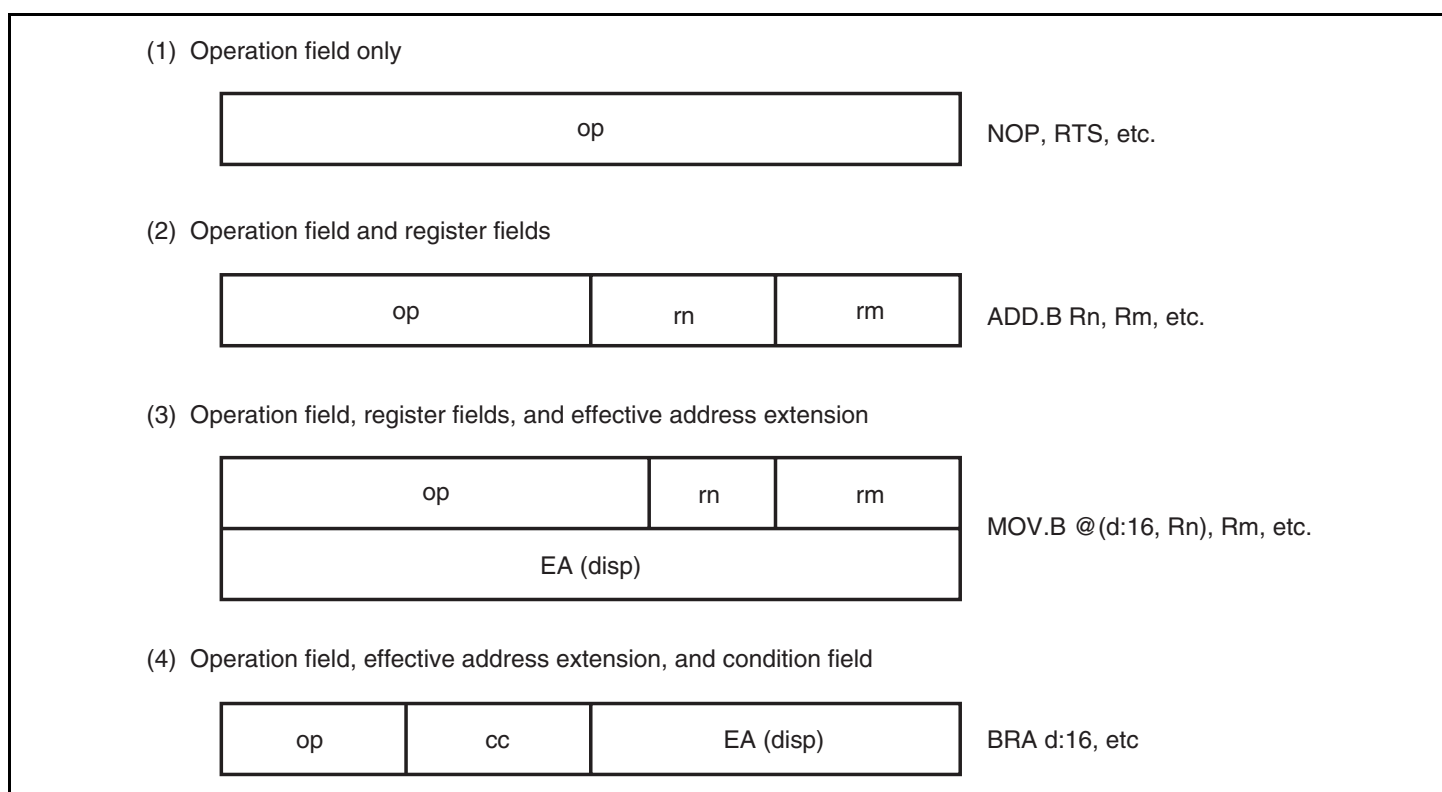 (1) Operation field only
op
NOP, RTS, etc.
(2) Operation field and register fields
op rn rm
ADD.B Rn, Rm, etc.
(3) Operation field, register fields, and effective address extension
op rn rm
MOV.B @(d:16, Rn), Rm, etc.
EA (disp)
(4) Operation field, effective address extension, and condition field
op cc EA (disp)
BRA d:16, etc